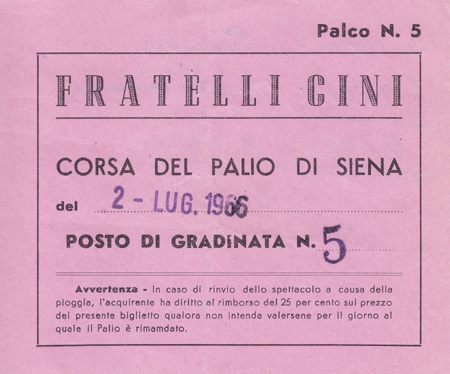 Palco N. 5
FRATELLI CINI
CORSA DEL PALIO DI SIENA
del 2 - LUG. 1966
POSTO DI GRADINATA N. 5
Avvertenza - In caso di rinvio dello spettacolo a causa della
pioggia, l'acquirente ha diritto al rimborso del 25 per cento sul prezzo
del presente biglietto qualora non intenda valersene per il giorno al
quale il Palio è rimamdato.